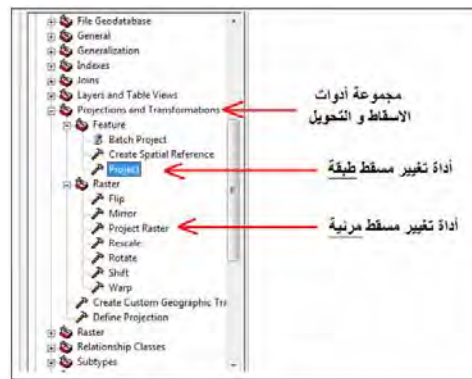 File Geodatabase
General
Generalization
Indexes
Joins
Layers and Table Views
Projections and Transformations
Feature
Batch Project
Create Spatial Reference
Project
Raster
Flip
Mirror
Project Raster
Rescale
Rotate
Shift
Warp
Create Custom Geographic Tra
Define Projection
Raster
Relationship Classes
Subtypes
مجموعة أدوات
الاسقاط و التحويل
أداة تغيير مسقط طبقة
أداة تغيير مسقط مرئية